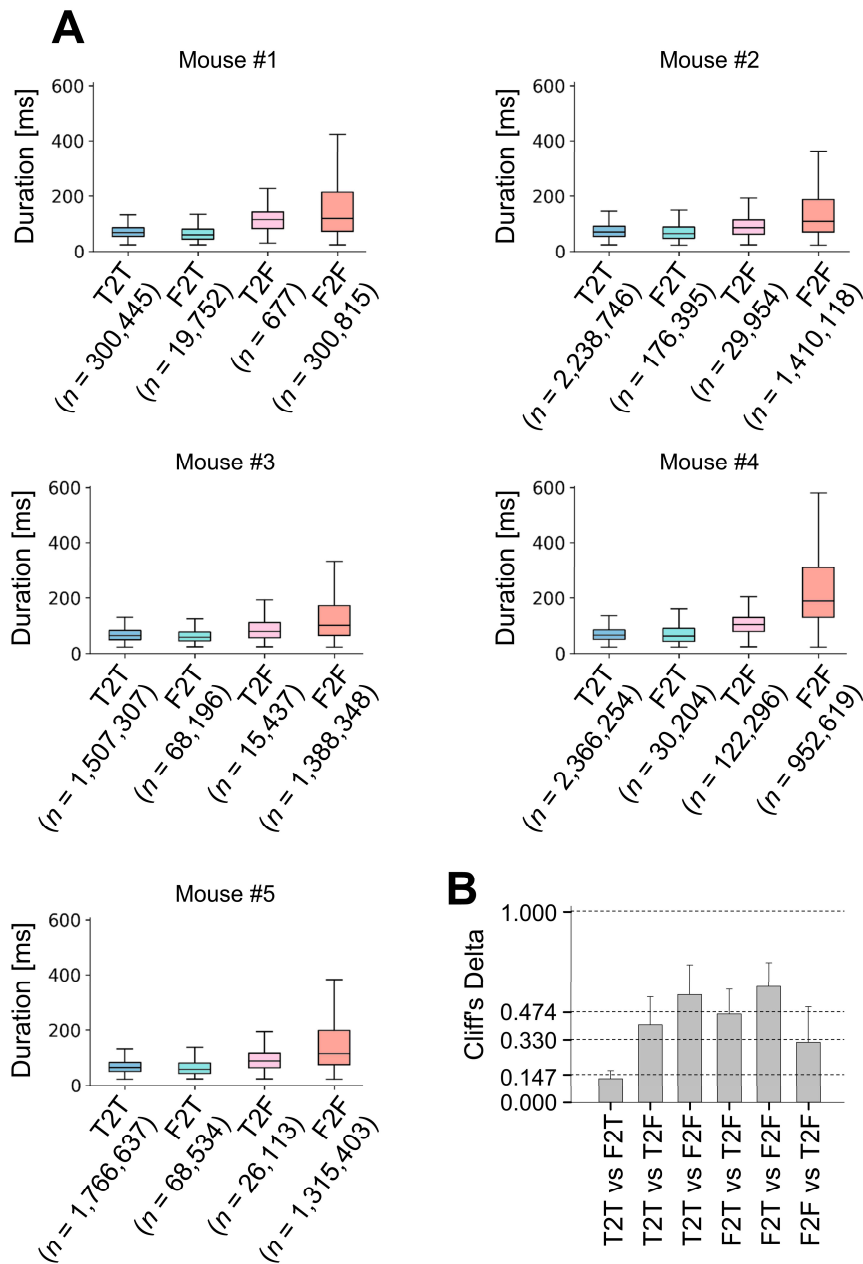 A
Mouse #1
Duration [ms]
600
400
200
0
T2T
(n = 300,445)
F2T
(n = 19,752)
T2F
(n = 677)
F2F
(n = 300,815)
Mouse #2
Duration [ms]
600
400
200
0
T2T
(n = 2,238,746)
F2T
(n = 176,395)
T2F
(n = 29,954)
F2F
(n = 1,410,118)
Mouse #3
Duration [ms]
600
400
200
0
T2T
(n = 1,507,307)
F2T
(n = 68,196)
T2F
(n = 15,437)
F2F
(n = 1,388,348)
Mouse #4
Duration [ms]
600
400
200
0
T2T
(n = 2,366,254)
F2T
(n = 30,204)
T2F
(n = 122,296)
F2F
(n = 952,619)
Mouse #5
Duration [ms]
600
400
200
0
T2T
(n = 1,766,637)
F2T
(n = 68,534)
T2F
(n = 26,113)
F2F
(n = 1,315,403)
B
Cliff's Delta
1.000
0.474
0.330
0.147
0.000
T2T vs F2T
T2T vs T2F
T2T vs F2F
F2T vs T2F
F2T vs F2F
F2F vs T2F